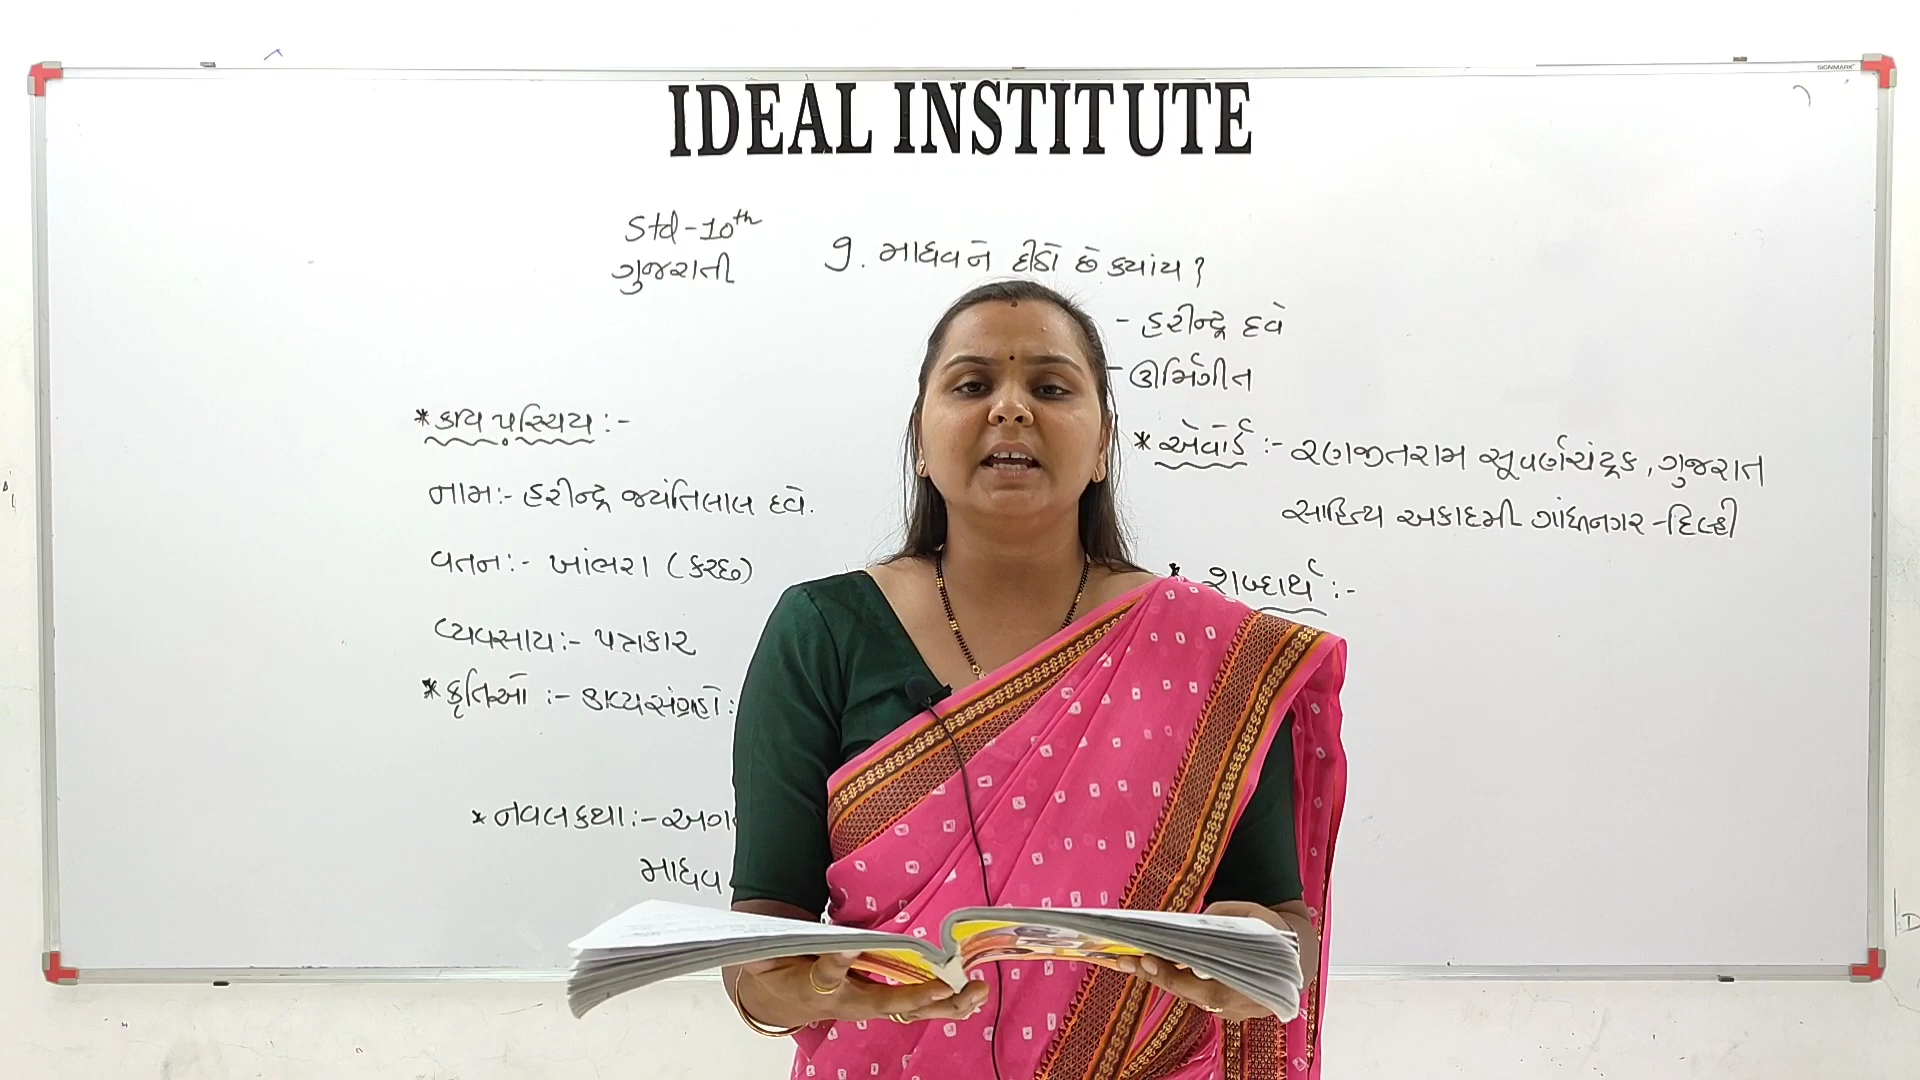 SIGNMARK
IDEAL INSTITUTE
Std-10th
ગુજરાતી
9. માધવને દીઠો છે ક્યાંય?
- હરીન્દ્ર દવે
- ઊર્મિગીત
* કાવ્ય પરિચય :-
નામ:- હરીન્દ્ર જયંતિલાલ દવે.
વતન:- ખાંભરા (કચ્છ)
વ્યવસાય:- પત્રકાર
* કૃતિઓ :- કાવ્યસંગ્રહો :
* નવલકથા:-
માધવ
* એવોર્ડ :- રણજીતરામ સૂવર્ણચંદ્રક, ગુજરાત
સાહિત્ય અકાદમી ગાંધીનગર - દિલ્હી
* શબ્દાર્થ :-